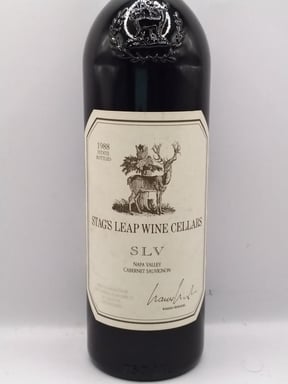 1988
ESTATE
BOTTLED
STAG'S LEAP WINE CELLARS
SLV
NAPA VALLEY
CABERNET SAUVIGNON